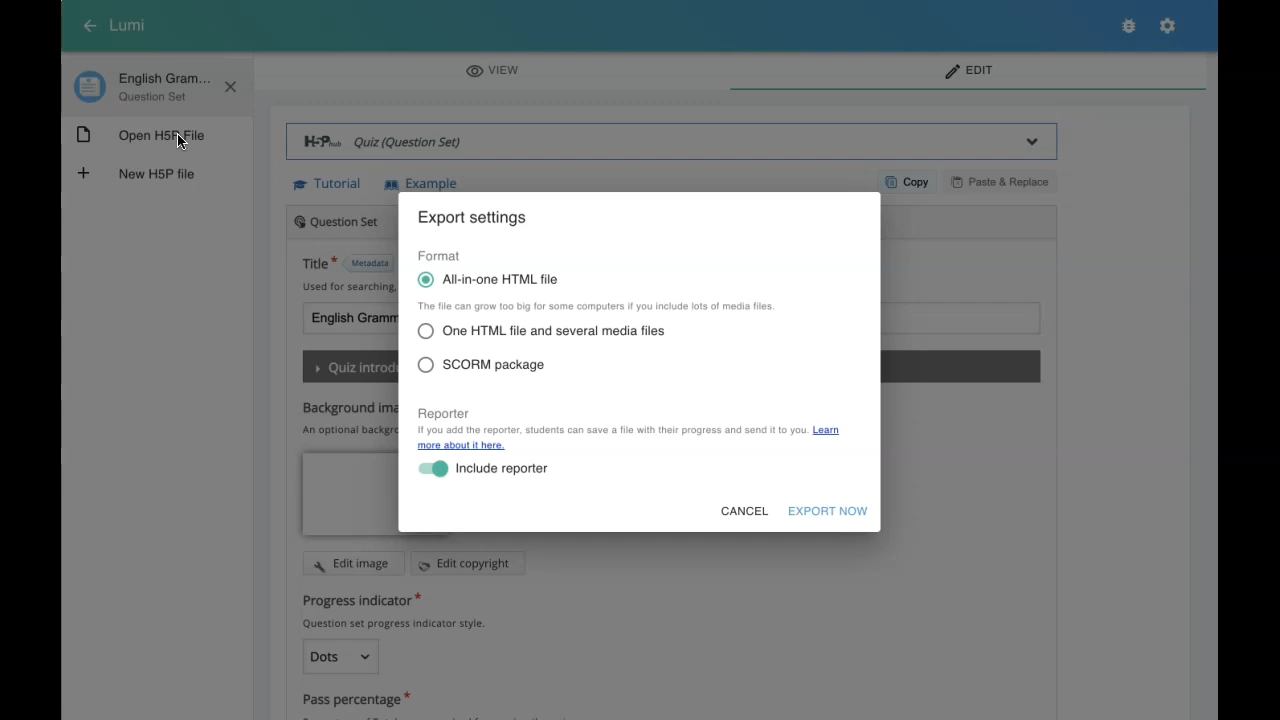 Lumi
English Gram...
Question Set
Open H5P File
New H5P file
VIEW
EDIT
H5Phub Quiz (Question Set)
Tutorial
Example
Copy
Paste & Replace
Question Set
Title *
Metadata
Used for searching,
English Gramm
Quiz introdu
Background ima
An optional backgro
Edit image
Edit copyright
Progress indicator *
Question set progress indicator style.
Dots
Pass percentage *
Export settings
Format
All-in-one HTML file
The file can grow too big for some computers if you include lots of media files.
One HTML file and several media files
SCORM package
Reporter
If you add the reporter, students can save a file with their progress and send it to you. Learn
more about it here.
Include reporter
CANCEL
EXPORT NOW